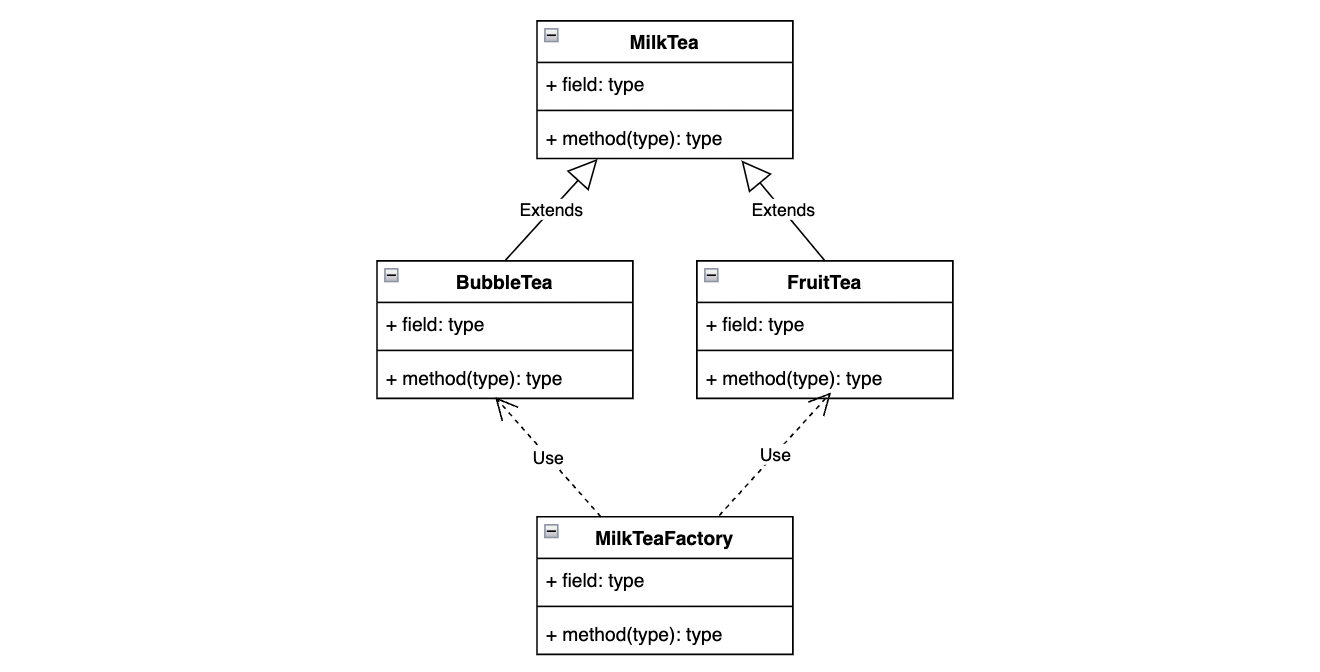 MilkTea
+ field: type
+ method(type): type
Extends
Extends
BubbleTea
+ field: type
+ method(type): type
FruitTea
+ field: type
+ method(type): type
Use
Use
MilkTeaFactory
+ field: type
+ method(type): type